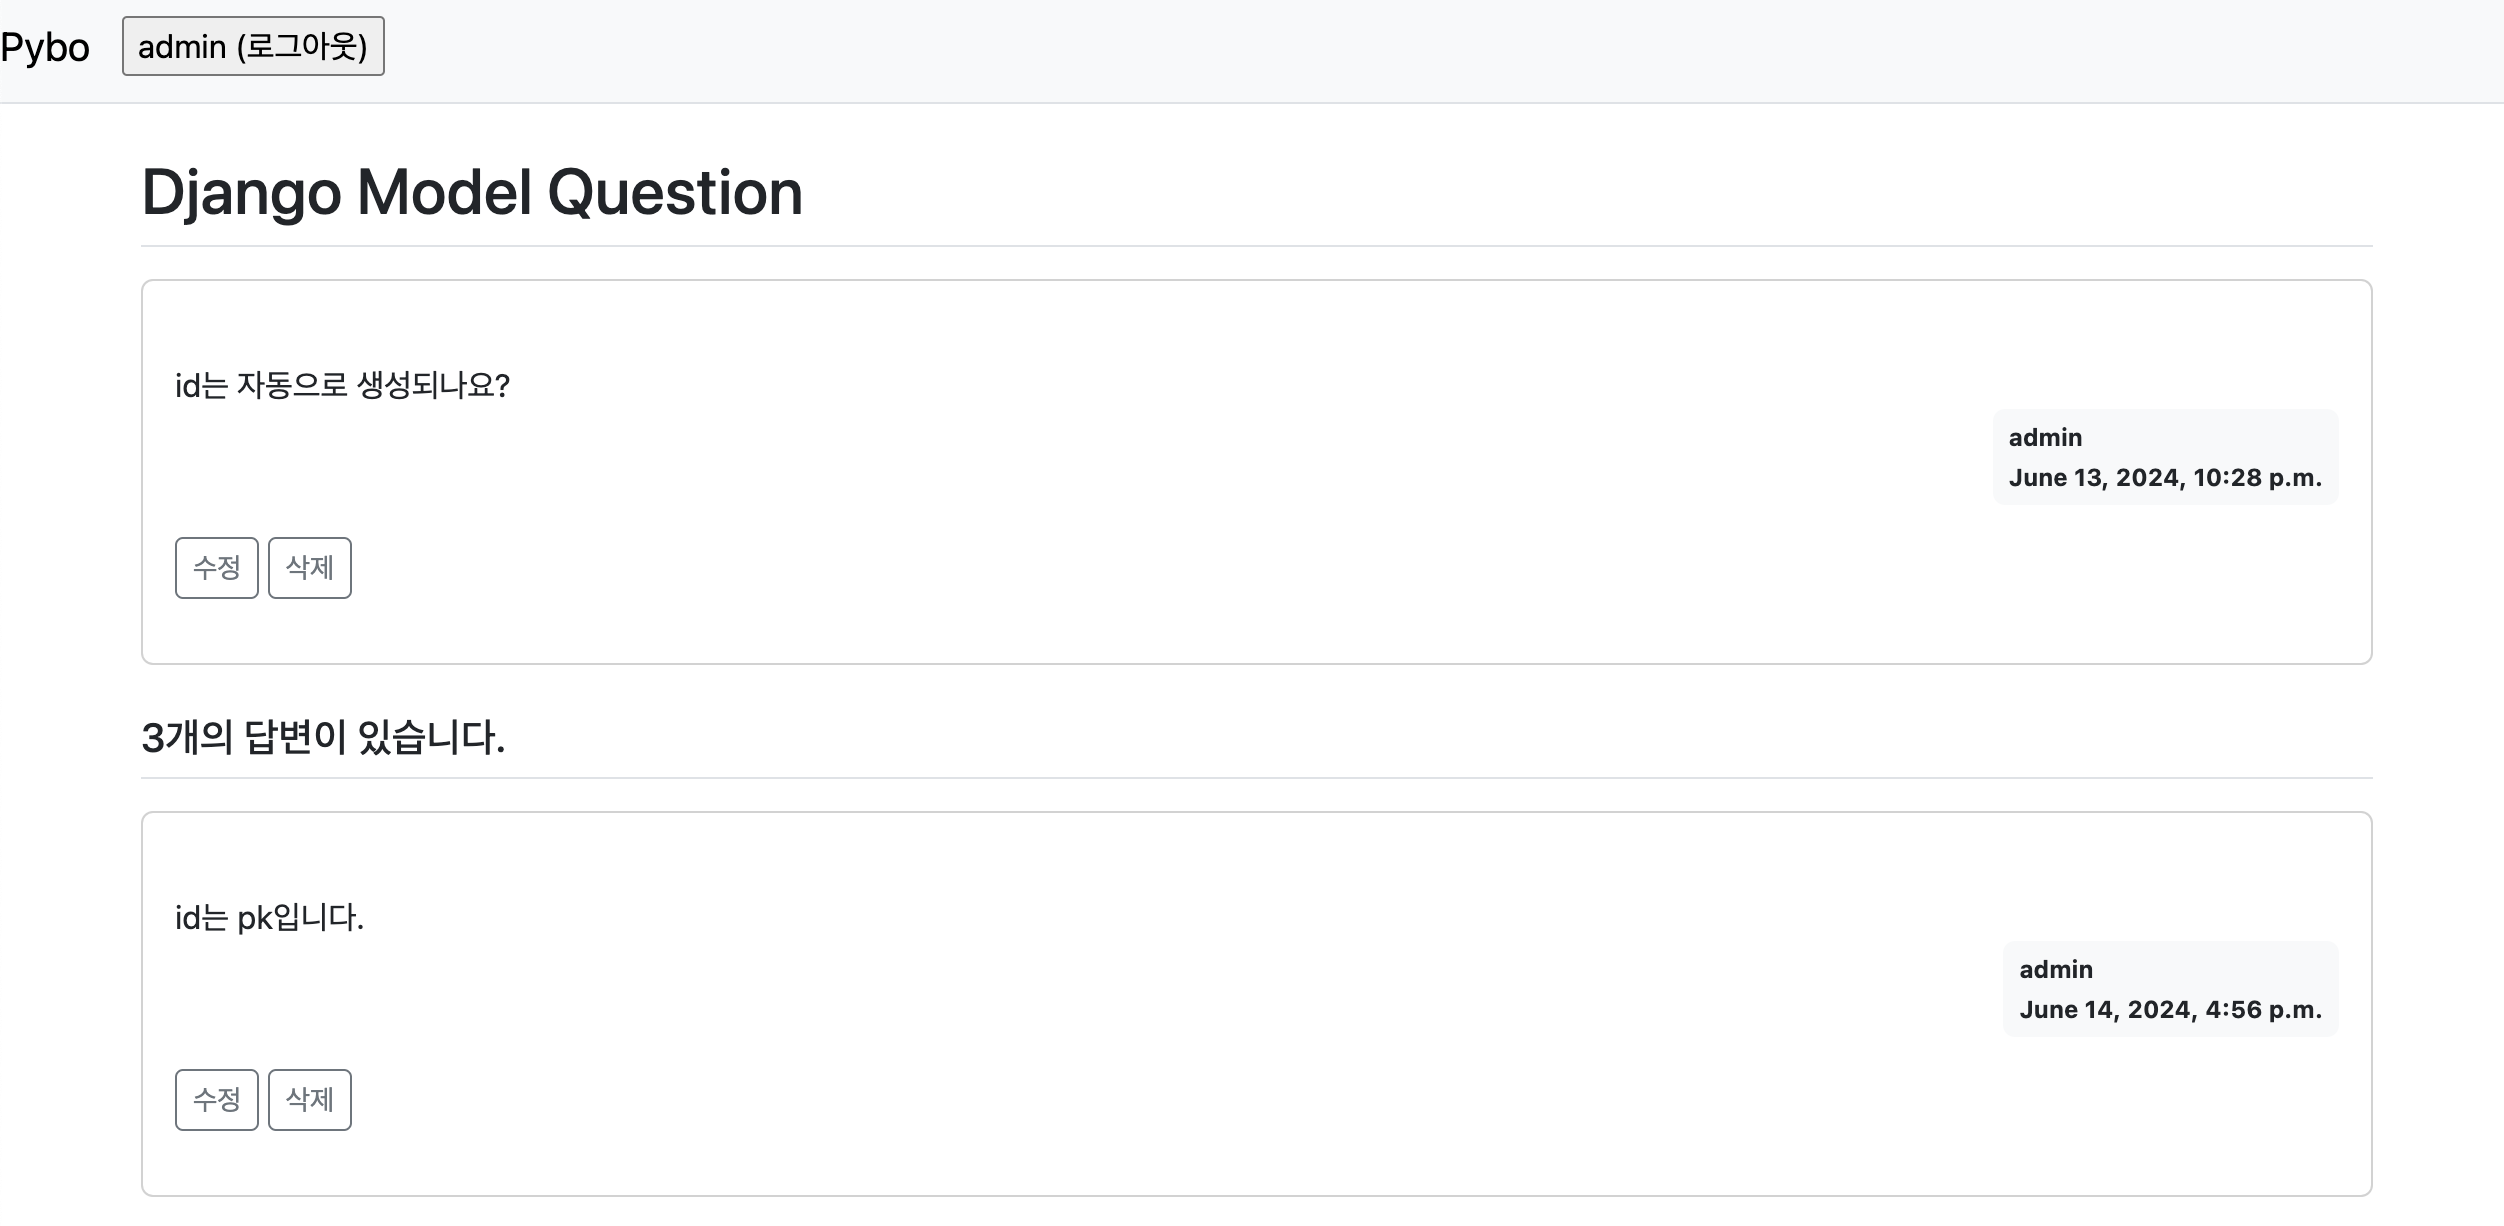 Pybo admin (로그아웃)
Django Model Question
id는 자동으로 생성되나요?
admin
June 13, 2024, 10:28 p.m.
수정 삭제
3개의 답변이 있습니다.
id는 pk입니다.
admin
June 14, 2024, 4:56 p.m.
수정 삭제